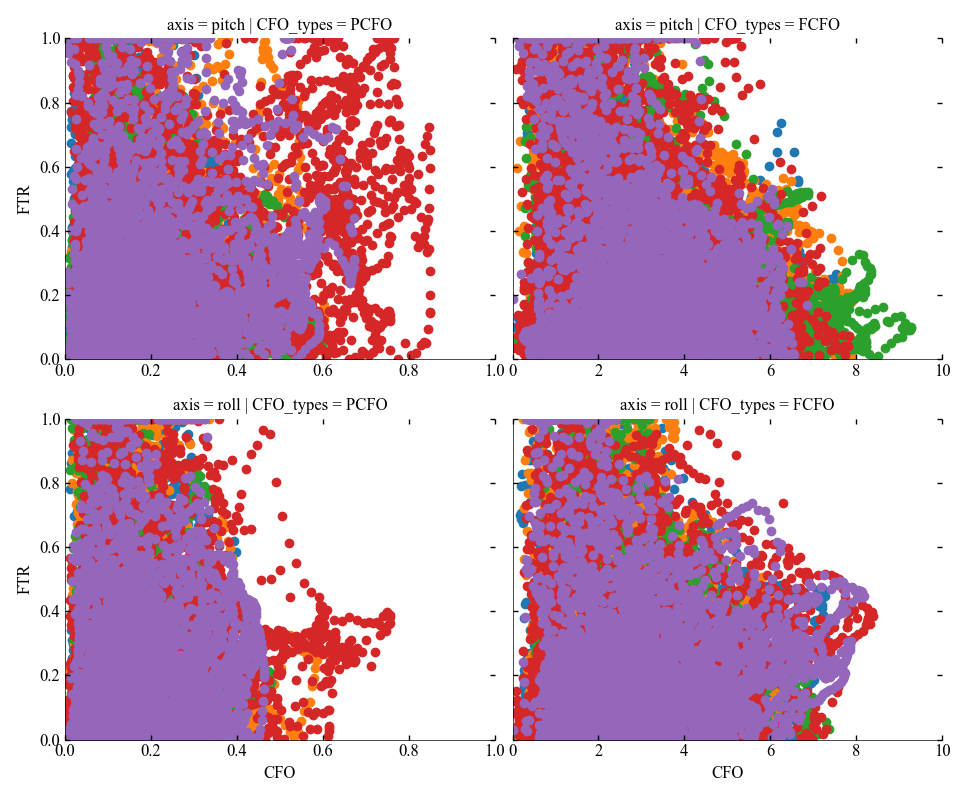 axis = pitch | CFO_types = PCFO
axis = pitch | CFO_types = FCFO
1.0
0.8
0.6
0.4
0.2
0.0
FTR
0.0 0.2 0.4 0.6 0.8 1.0
0 2 4 6 8 10
axis = roll | CFO_types = PCFO
axis = roll | CFO_types = FCFO
1.0
0.8
0.6
0.4
0.2
0.0
FTR
0.0 0.2 0.4 0.6 0.8 1.0
0 2 4 6 8 10
CFO
CFO